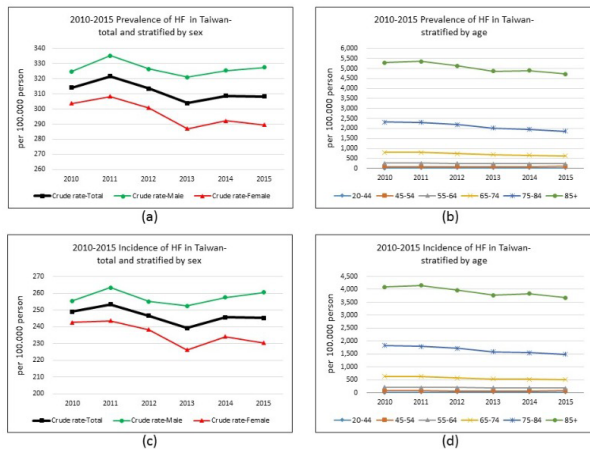 2010-2015 Prevalence of HF in Taiwan-
total and stratified by sex
per 100,000 person
340
330
320
310
300
290
280
270
260
2010 2011 2012 2013 2014 2015
Crude rate-Total Crude rate-Male Crude rate-Female
(a)
2010-2015 Prevalence of HF in Taiwan-
stratified by age
per 100,000 person
6,000
5,500
5,000
4,500
4,000
3,500
3,000
2,500
2,000
1,500
1,000
500
0
2010 2011 2012 2013 2014 2015
20-44 45-54 55-64 65-74 75-84 85+
(b)
2010-2015 Incidence of HF in Taiwan-
total and stratified by sex
per 100,000 person
270
260
250
240
230
220
210
200
2010 2011 2012 2013 2014 2015
Crude rate-Total Crude rate-Male Crude rate-Female
(c)
2010-2015 Incidence of HF in Taiwan-
stratified by age
per 100,000 person
4,500
4,000
3,500
3,000
2,500
2,000
1,500
1,000
500
0
2010 2011 2012 2013 2014 2015
20-44 45-54 55-64 65-74 75-84 85+
(d)